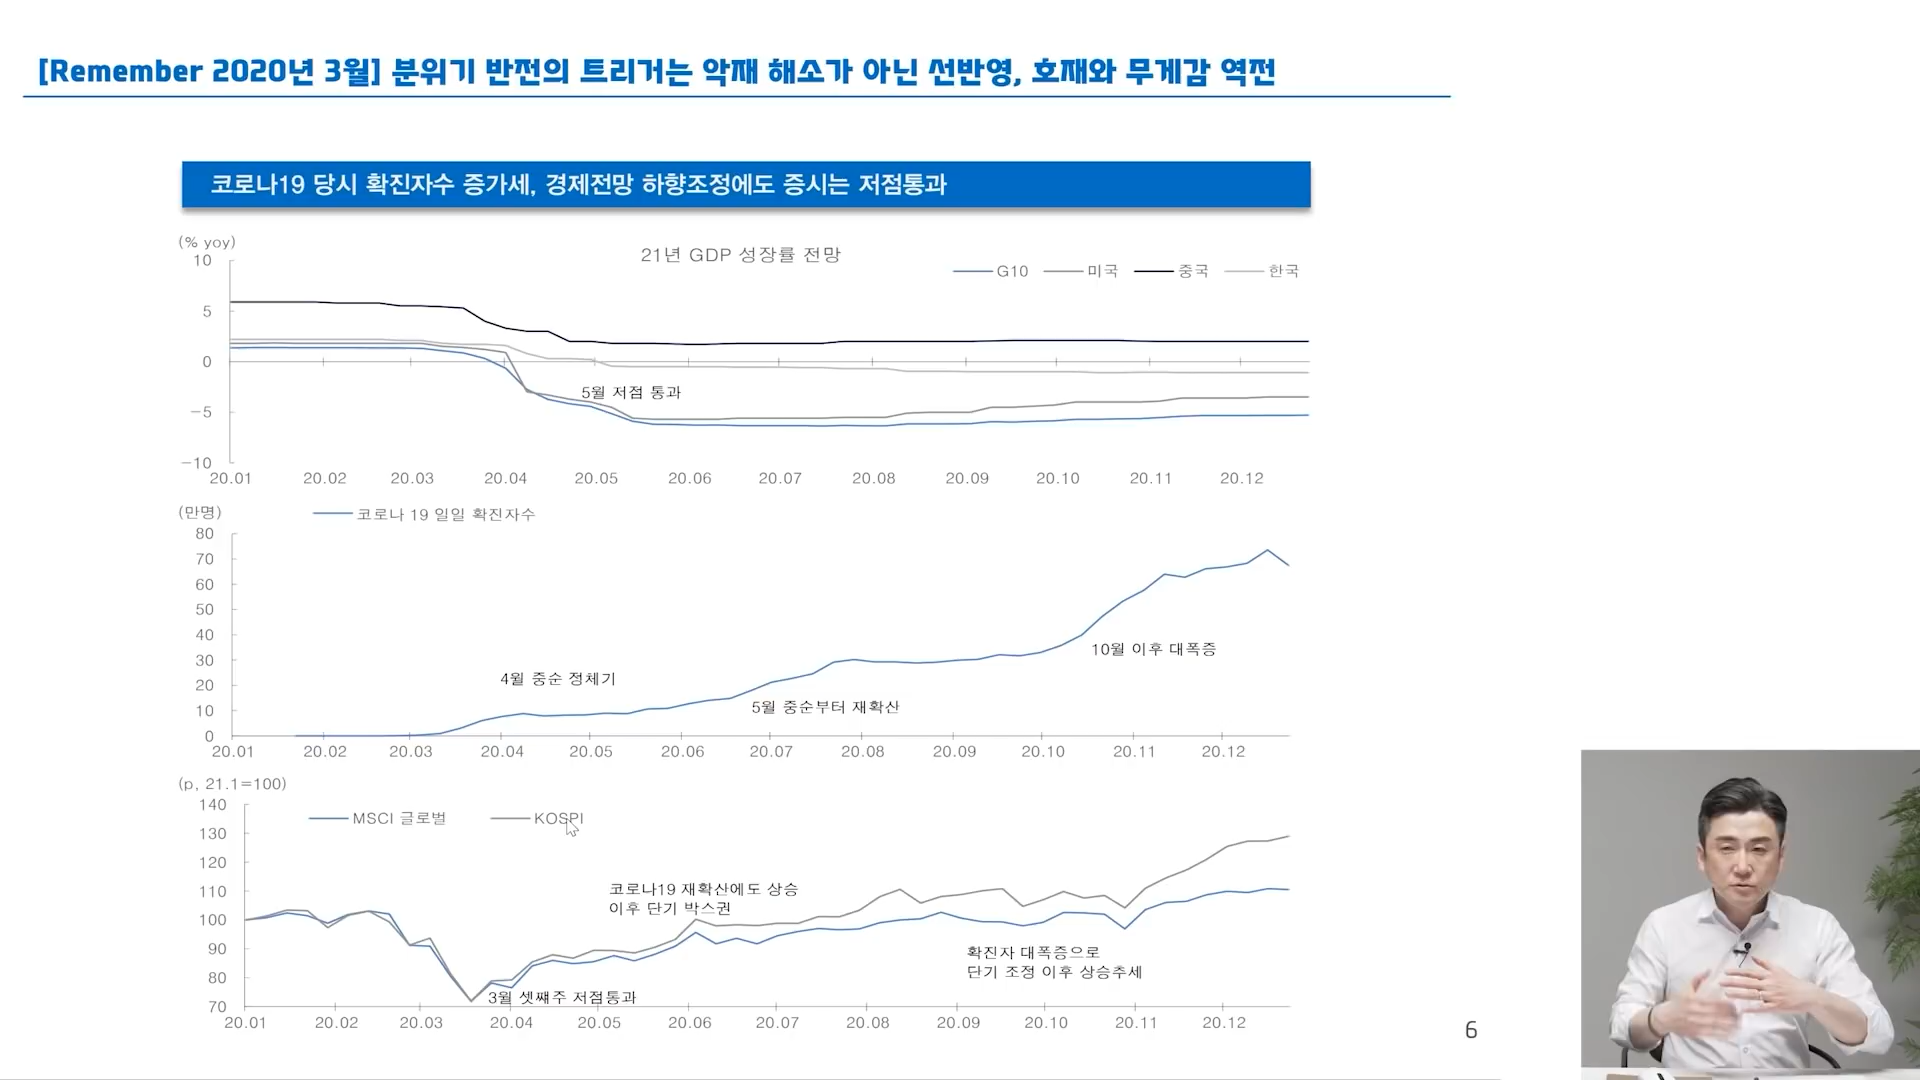 [Remember 2020년 3월] 분위기 반전의 트리거는 악재 해소가 아닌 선반영, 호재와 무게감 역전
코로나19 당시 확진자수 증가세, 경제전망 하향조정에도 증시는 저점통과
(% yoy)
21년 GDP 성장률 전망
G10 미국 중국 한국
10
5
0
-5
-10
5월 저점 통과
20.01 20.02 20.03 20.04 20.05 20.06 20.07 20.08 20.09 20.10 20.11 20.12
(만명)
코로나 19 일일 확진자수
80
70
60
50
40
30
20
10
0
4월 중순 정체기
5월 중순부터 재확산
10월 이후 대폭증
20.01 20.02 20.03 20.04 20.05 20.06 20.07 20.08 20.09 20.10 20.11 20.12
(p, 21.1=100)
MSCI 글로벌 KOSPI
140
130
120
110
100
90
80
70
코로나19 재확산에도 상승
이후 단기 박스권
확진자 대폭증으로
단기 조정 이후 상승추세
3월 셋째주 저점통과
20.01 20.02 20.03 20.04 20.05 20.06 20.07 20.08 20.09 20.10 20.11 20.12
6